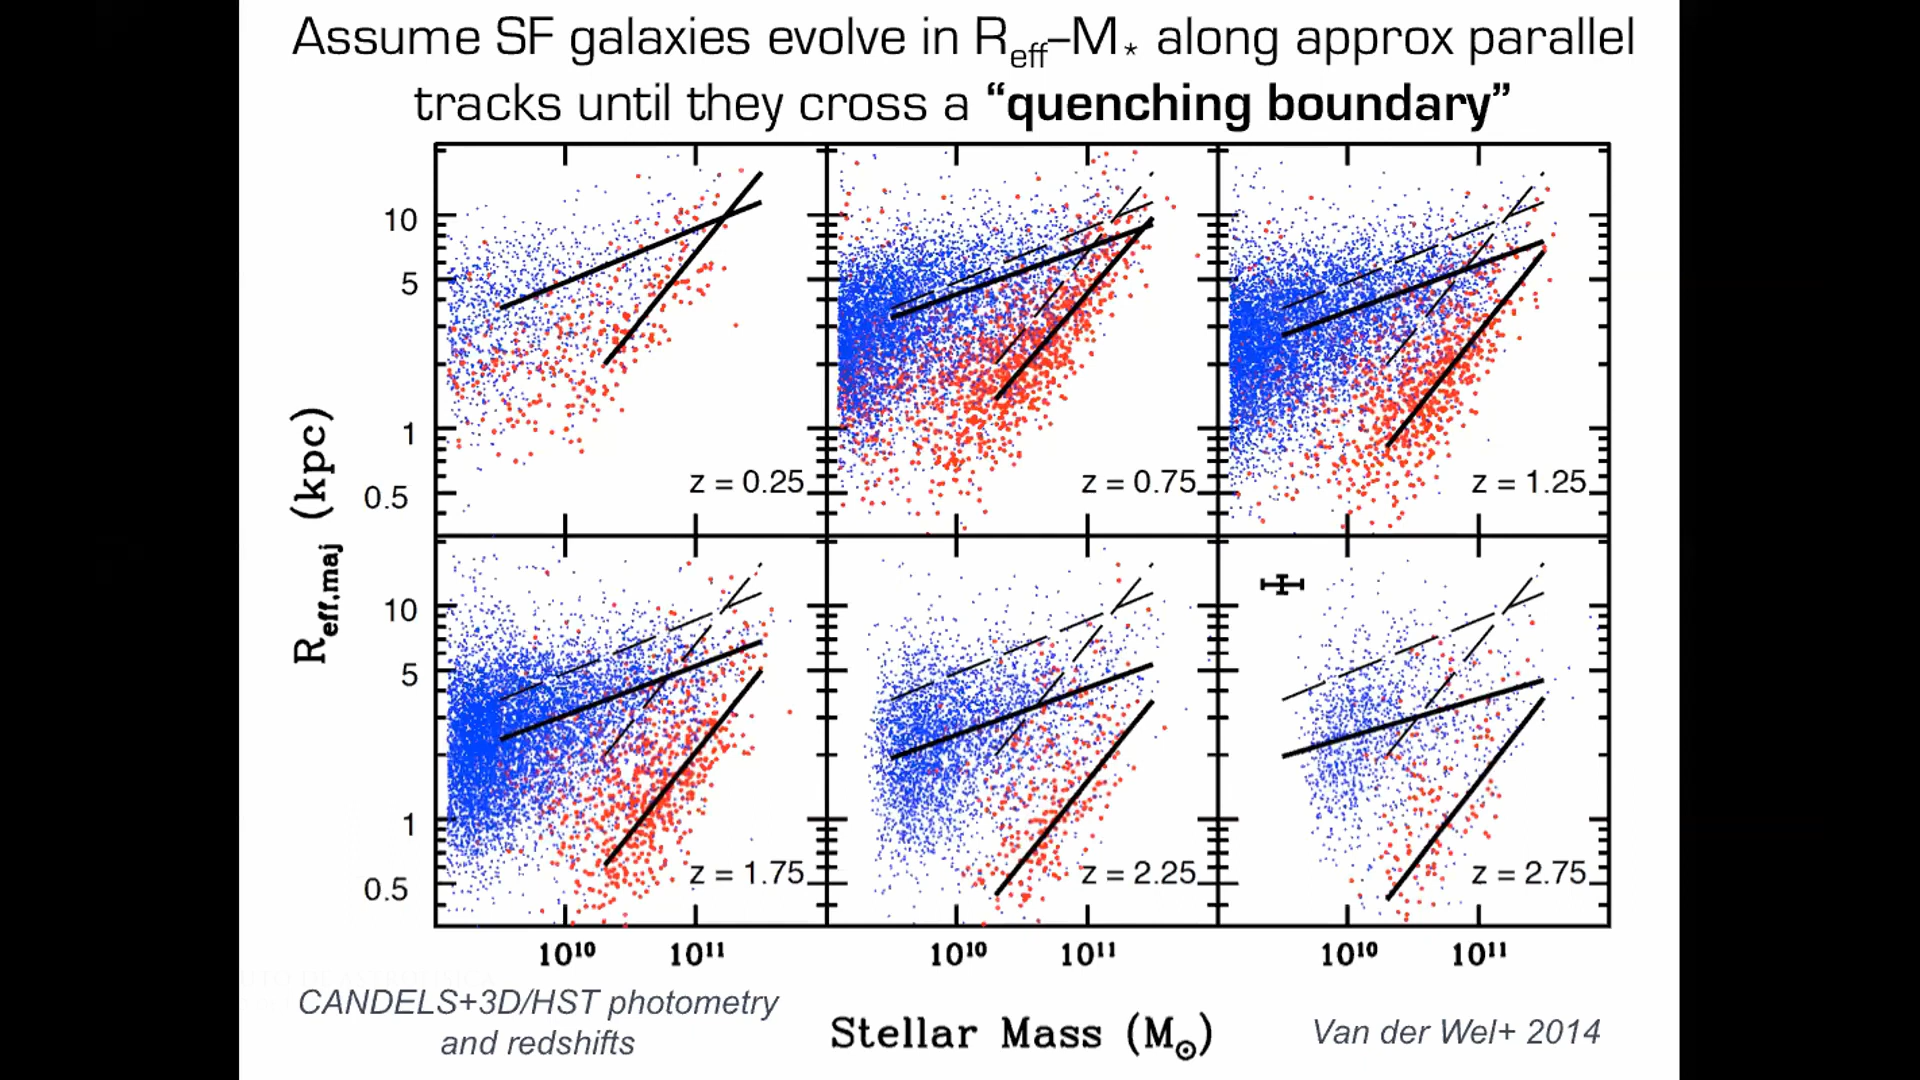 Assume SF galaxies evolve in Reff–M* along approx parallel
tracks until they cross a “quenching boundary”
10
5
1
0.5
z = 0.25
z = 0.75
z = 1.25
Reff,maj (kpc)
10
5
1
0.5
z = 1.75
z = 2.25
z = 2.75
10¹⁰ 10¹¹ 10¹⁰ 10¹¹ 10¹⁰ 10¹¹
CANDELS+3D/HST photometry
and redshifts
Stellar Mass (M⊙)
Van der Wel+ 2014